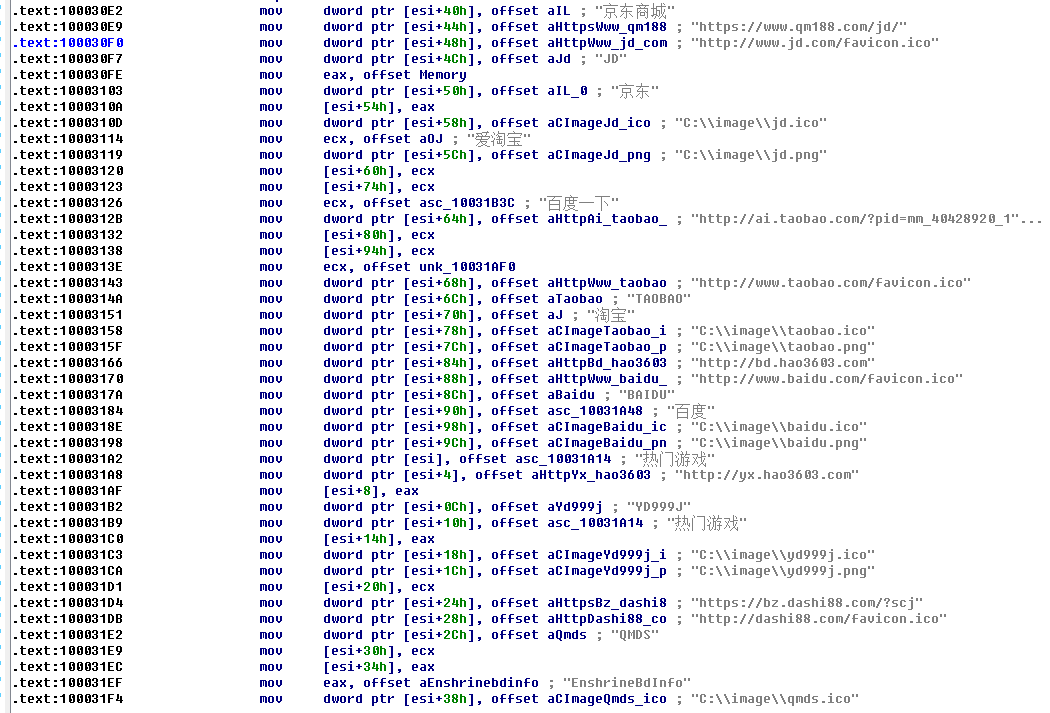 .text:100030E2 mov dword ptr [esi+40h], offset aIL ; "京东商城"
.text:100030E9 mov dword ptr [esi+44h], offset aHttpsWww_qm188 ; "https://www.qm188.com/jd/"
.text:100030F0 mov dword ptr [esi+48h], offset aHttpWww_jd_com ; "http://www.jd.com/favicon.ico"
.text:100030F7 mov dword ptr [esi+4Ch], offset aJd ; "JD"
.text:100030FE mov eax, offset Memory
.text:10003103 mov dword ptr [esi+50h], offset aIL_0 ; "京东"
.text:1000310A mov [esi+54h], eax
.text:1000310D mov dword ptr [esi+58h], offset aCImageJd_ico ; "C:\\image\\jd.ico"
.text:10003114 mov ecx, offset aOJ ; "爱淘宝"
.text:10003119 mov dword ptr [esi+5Ch], offset aCImageJd_png ; "C:\\image\\jd.png"
.text:10003120 mov [esi+60h], ecx
.text:10003123 mov [esi+74h], ecx
.text:10003126 mov ecx, offset asc_10031B3C ; "百度一下"
.text:1000312B mov dword ptr [esi+64h], offset aHttpAi_taobao_ ; "http://ai.taobao.com/?pid=mm_40428920_1"...
.text:10003132 mov [esi+80h], ecx
.text:10003138 mov [esi+94h], ecx
.text:1000313E mov ecx, offset unk_10031AF0
.text:10003143 mov dword ptr [esi+68h], offset aHttpWww_taobao ; "http://www.taobao.com/favicon.ico"
.text:1000314A mov dword ptr [esi+6Ch], offset aTaobao ; "TAOBAO"
.text:10003151 mov dword ptr [esi+70h], offset aJ ; "淘宝"
.text:10003158 mov dword ptr [esi+78h], offset aCImageTaobao_i ; "C:\\image\\taobao.ico"
.text:1000315F mov dword ptr [esi+7Ch], offset aCImageTaobao_p ; "C:\\image\\taobao.png"
.text:10003166 mov dword ptr [esi+84h], offset aHttpBd_hao3603 ; "http://bd.hao3603.com"
.text:10003170 mov dword ptr [esi+88h], offset aHttpWww_baidu_ ; "http://www.baidu.com/favicon.ico"
.text:1000317A mov dword ptr [esi+8Ch], offset aBaidu ; "BAIDU"
.text:10003184 mov dword ptr [esi+90h], offset asc_10031A48 ; "百度"
.text:1000318E mov dword ptr [esi+98h], offset aCImageBaidu_ic ; "C:\\image\\baidu.ico"
.text:10003198 mov dword ptr [esi+9Ch], offset aCImageBaidu_pn ; "C:\\image\\baidu.png"
.text:100031A2 mov dword ptr [esi], offset asc_10031A14 ; "热门游戏"
.text:100031A8 mov dword ptr [esi+4], offset aHttpYx_hao3603 ; "http://yx.hao3603.com"
.text:100031AF mov [esi+8], eax
.text:100031B2 mov dword ptr [esi+0Ch], offset aYd999j ; "YD999J"
.text:100031B9 mov dword ptr [esi+10h], offset asc_10031A14 ; "热门游戏"
.text:100031C0 mov [esi+14h], eax
.text:100031C3 mov dword ptr [esi+18h], offset aCImageYd999j_i ; "C:\\image\\yd999j.ico"
.text:100031CA mov dword ptr [esi+1Ch], offset aCImageYd999j_p ; "C:\\image\\yd999j.png"
.text:100031D1 mov [esi+20h], ecx
.text:100031D4 mov dword ptr [esi+24h], offset aHttpsBz_dashi8 ; "https://bz.dashi88.com/?scj"
.text:100031DB mov dword ptr [esi+28h], offset aHttpDashi88_co ; "http://dashi88.com/favicon.ico"
.text:100031E2 mov dword ptr [esi+2Ch], offset aQmds ; "QMDS"
.text:100031E9 mov [esi+30h], ecx
.text:100031EC mov [esi+34h], eax
.text:100031EF mov eax, offset aEnshrinebdinfo ; "EnshrineBdInfo"
.text:100031F4 mov dword ptr [esi+38h], offset aCImageQmds_ico ; "C:\\image\\qmds.ico"